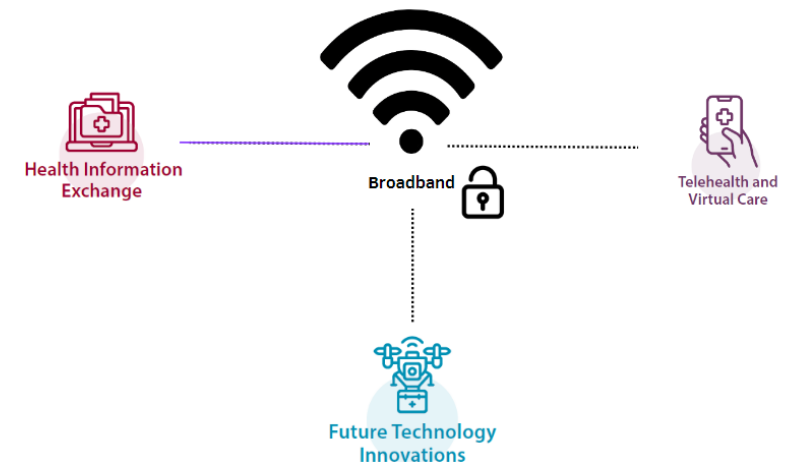 Health Information
Exchange
Broadband
Telehealth and
Virtual Care
Future Technology
Innovations